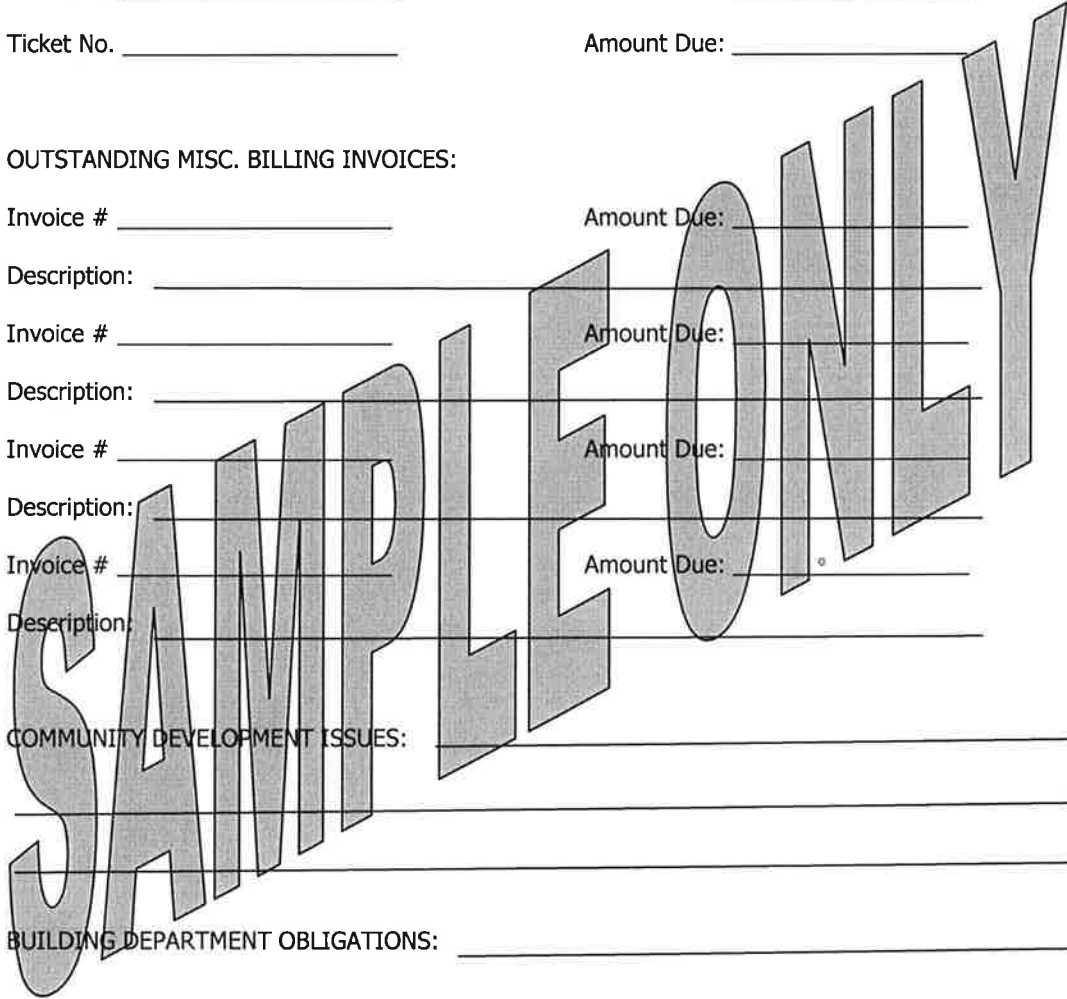 Ticket No. Amount Due:
OUTSTANDING MISC. BILLING INVOICES:
Invoice # Amount Due:
Description:
Invoice # Amount Due:
Description:
Invoice # Amount Due:
Description:
Invoice # Amount Due:
Description:
COMMUNITY DEVELOPMENT ISSUES:
BUILDING DEPARTMENT OBLIGATIONS:
SAMPLE ONLY